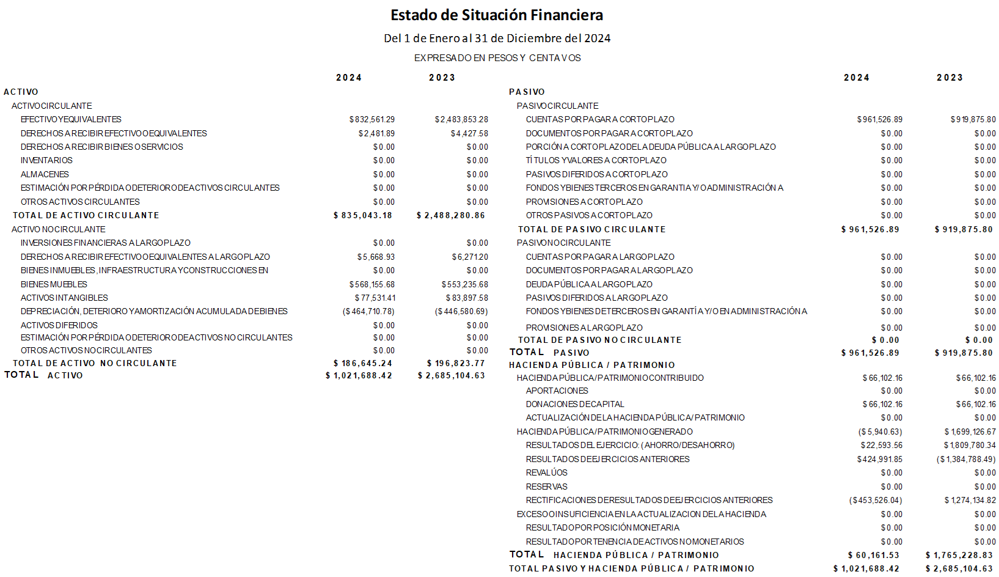 Estado de Situación Financiera
Del 1 de Enero al 31 de Diciembre del 2024
EXPRESADO EN PESOS Y CENTAVOS
2024 2023
ACTIVO
ACTIVO CIRCULANTE
EFECTIVO Y EQUIVALENTES $832,561.29 $2,483,853.28
DERECHOS A RECIBIR EFECTIVO O EQUIVALENTES $2,481.89 $4,427.58
DERECHOS A RECIBIR BIENES O SERVICIOS $0.00 $0.00
INVENTARIOS $0.00 $0.00
ALMACENES $0.00 $0.00
ESTIMACIÓN POR PÉRDIDA O DETERIORO DE ACTIVOS CIRCULANTES $0.00 $0.00
OTROS ACTIVOS CIRCULANTES $0.00 $0.00
TOTAL DE ACTIVO CIRCULANTE $835,043.18 $2,488,280.86
ACTIVO NO CIRCULANTE
INVERSIONES FINANCIERAS A LARGO PLAZO $0.00 $0.00
DERECHOS A RECIBIR EFECTIVO O EQUIVALENTES A LARGO PLAZO $5,668.93 $6,271.20
BIENES INMUEBLES, INFRAESTRUCTURA Y CONSTRUCCIONES EN $0.00 $0.00
BIENES MUEBLES $568,155.68 $553,235.68
ACTIVOS INTANGIBLES $77,531.41 $83,897.58
DEPRECIACIÓN, DETERIORO Y AMORTIZACIÓN ACUMULADA DE BIENES ($464,710.78) ($446,580.69)
ACTIVOS DIFERIDOS $0.00 $0.00
ESTIMACIÓN POR PÉRDIDA O DETERIORO DE ACTIVOS NO CIRCULANTES $0.00 $0.00
OTROS ACTIVOS NO CIRCULANTES $0.00 $0.00
TOTAL DE ACTIVO NO CIRCULANTE $186,645.24 $196,823.77
TOTAL ACTIVO $1,021,688.42 $2,685,104.63
2024 2023
PASIVO
PASIVO CIRCULANTE
CUENTAS POR PAGAR A CORTO PLAZO $961,526.89 $919,875.80
DOCUMENTOS POR PAGAR A CORTO PLAZO $0.00 $0.00
PORCIÓN A CORTO PLAZO DE LA DEUDA PÚBLICA A LARGO PLAZO $0.00 $0.00
TÍTULOS Y VALORES A CORTO PLAZO $0.00 $0.00
PASIVOS DIFERIDOS A CORTO PLAZO $0.00 $0.00
FONDOS Y BIENES TERCEROS EN GARANTIA Y/O ADMINISTRACIÓN A $0.00 $0.00
PROVISIONES A CORTO PLAZO $0.00 $0.00
OTROS PASIVOS A CORTO PLAZO $0.00 $0.00
TOTAL DE PASIVO CIRCULANTE $961,526.89 $919,875.80
PASIVO NO CIRCULANTE
CUENTAS POR PAGAR A LARGO PLAZO $0.00 $0.00
DOCUMENTOS POR PAGAR A LARGO PLAZO $0.00 $0.00
DEUDA PÚBLICA A LARGO PLAZO $0.00 $0.00
PASIVOS DIFERIDOS A LARGO PLAZO $0.00 $0.00
FONDOS Y BIENES DE TERCEROS EN GARANTÍA Y/O EN ADMINISTRACIÓN A $0.00 $0.00
PROVISIONES A LARGO PLAZO $0.00 $0.00
TOTAL DE PASIVO NO CIRCULANTE $0.00 $0.00
TOTAL PASIVO $961,526.89 $919,875.80
HACIENDA PÚBLICA / PATRIMONIO
HACIENDA PÚBLICA/PATRIMONIO CONTRIBUIDO $66,102.16 $66,102.16
APORTACIONES $0.00 $0.00
DONACIONES DE CAPITAL $66,102.16 $66,102.16
ACTUALIZACIÓN DE LA HACIENDA PÚBLICA/PATRIMONIO $0.00 $0.00
HACIENDA PÚBLICA/PATRIMONIO GENERADO ($5,940.63) $1,699,126.67
RESULTADOS DEL EJERCICIO: (AHORRO/DESAHORRO) $22,593.56 $1,809,780.34
RESULTADOS DE EJERCICIOS ANTERIORES $424,991.85 ($1,384,788.49)
REVALÚOS $0.00 $0.00
RESERVAS $0.00 $0.00
RECTIFICACIONES DE RESULTADOS DE EJERCICIOS ANTERIORES ($453,526.04) $1,274,134.82
EXCESO O INSUFICIENCIA EN LA ACTUALIZACION DE LA HACIENDA $0.00 $0.00
RESULTADO POR POSICIÓN MONETARIA $0.00 $0.00
RESULTADO POR TENENCIA DE ACTIVOS NO MONETARIOS $0.00 $0.00
TOTAL HACIENDA PÚBLICA / PATRIMONIO $60,161.53 $1,765,228.83
TOTAL PASIVO Y HACIENDA PÚBLICA / PATRIMONIO $1,021,688.42 $2,685,104.63